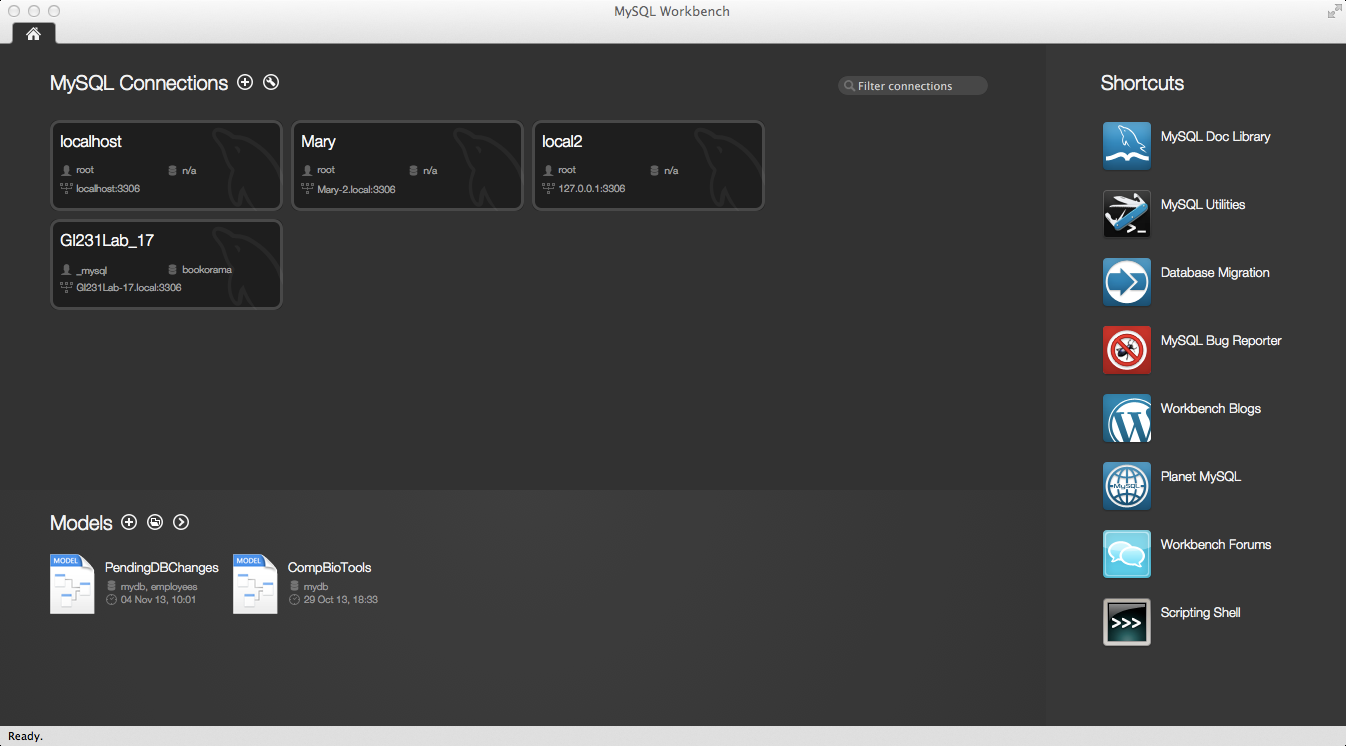 MySQL Workbench
MySQL Connections
Filter connections
localhost
root
n/a
localhost:3306
Mary
root
n/a
Mary-2.local:3306
local2
root
n/a
127.0.0.1:3306
GI231Lab_17
_mysql
bookorama
GI231Lab-17.local:3306
Models
MODEL
PendingDBChanges
mydb, employees
04 Nov 13, 10:01
MODEL
CompBioTools
mydb
29 Oct 13, 18:33
Shortcuts
MySQL Doc Library
MySQL Utilities
>_
Database Migration
MySQL Bug Reporter
Workbench Blogs
W
MySQL
Planet MySQL
Workbench Forums
>>>
Scripting Shell
Ready.